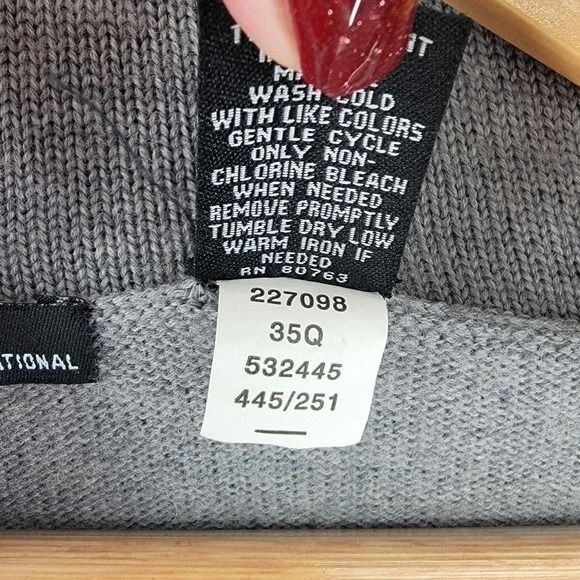 WASH COLD
WITH LIKE COLORS
GENTLE CYCLE
ONLY NON-
CHLORINE BLEACH
WHEN NEEDED
REMOVE PROMPTLY
TUMBLE DRY LOW
WARM IRON IF
NEEDED
RN 80763
227098
35Q
532445
445/251